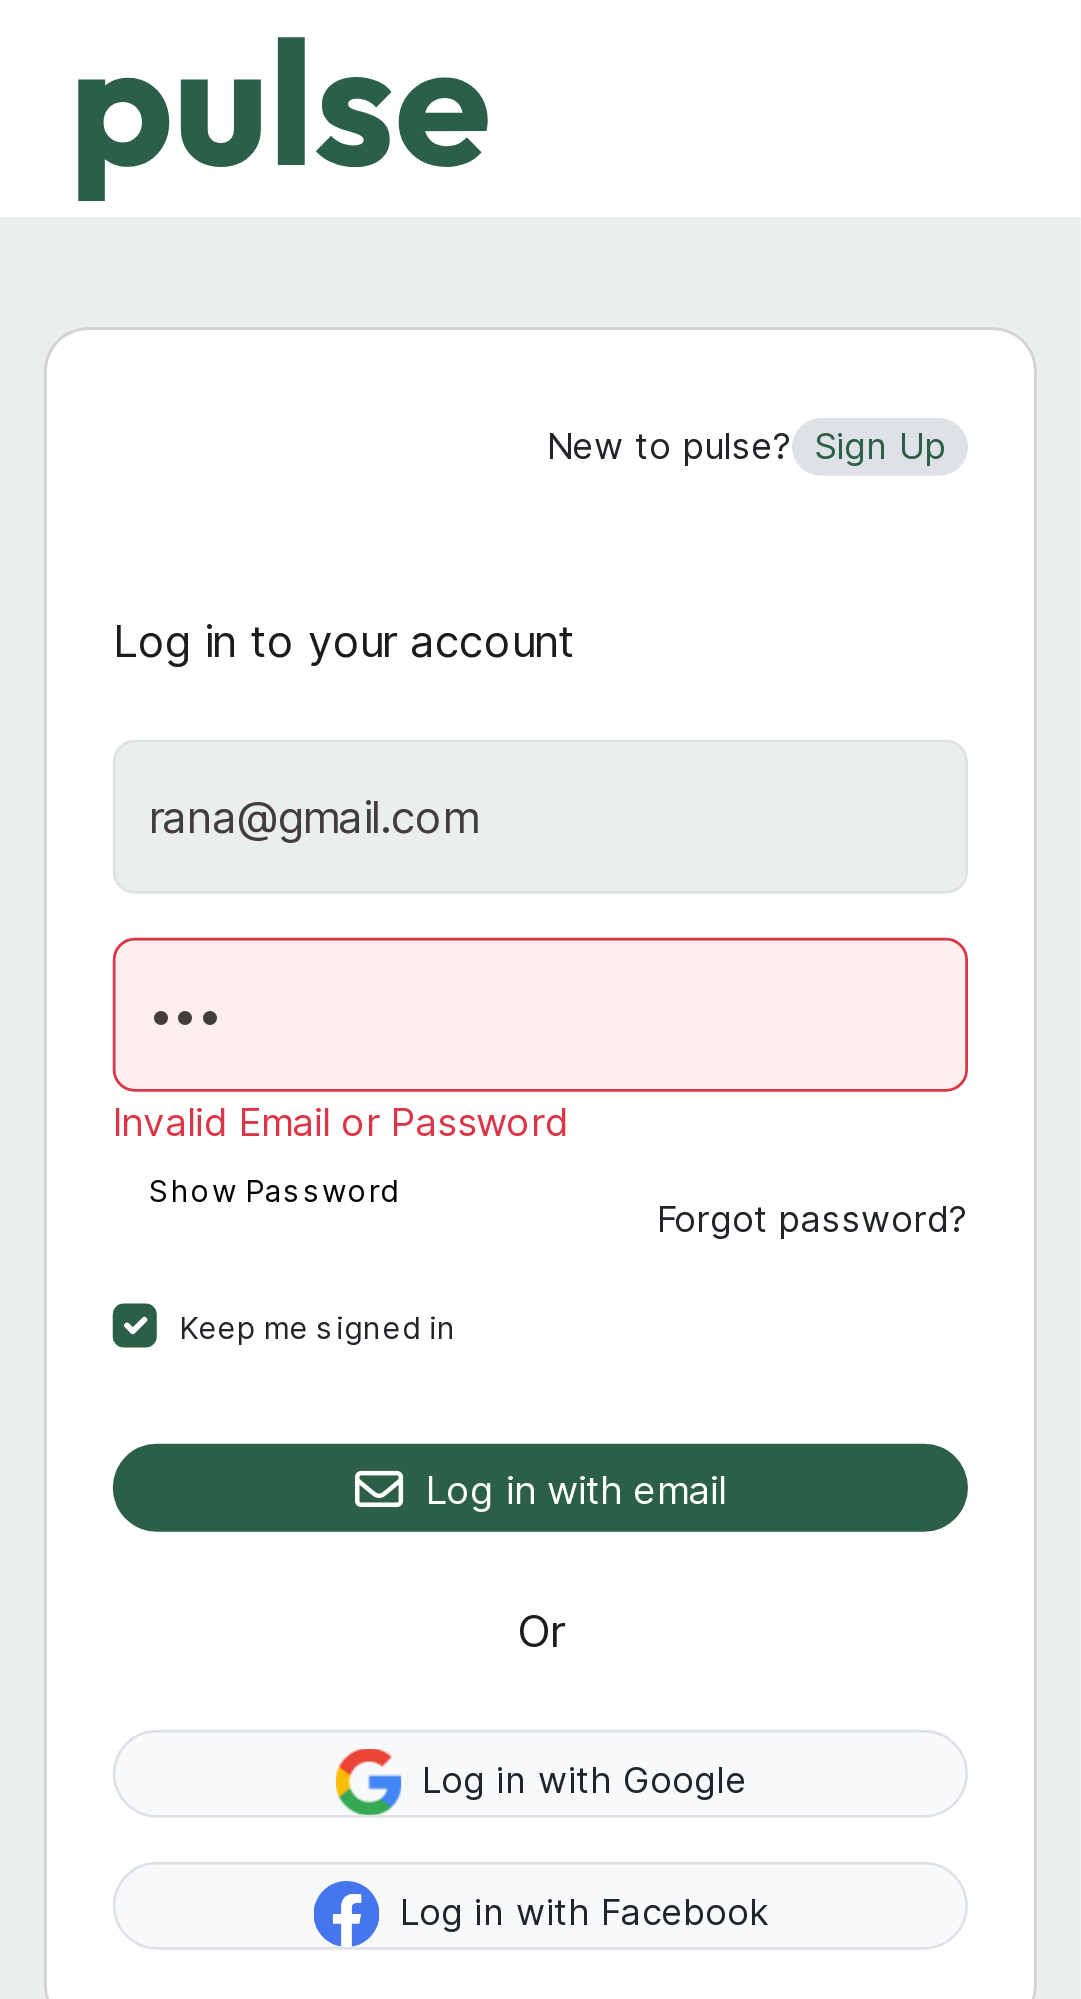 pulse
New to pulse? Sign Up
Log in to your account
rana@gmail.com
•••
Invalid Email or Password
Show Password
Forgot password?
Keep me signed in
Log in with email
Or
Log in with Google
Log in with Facebook